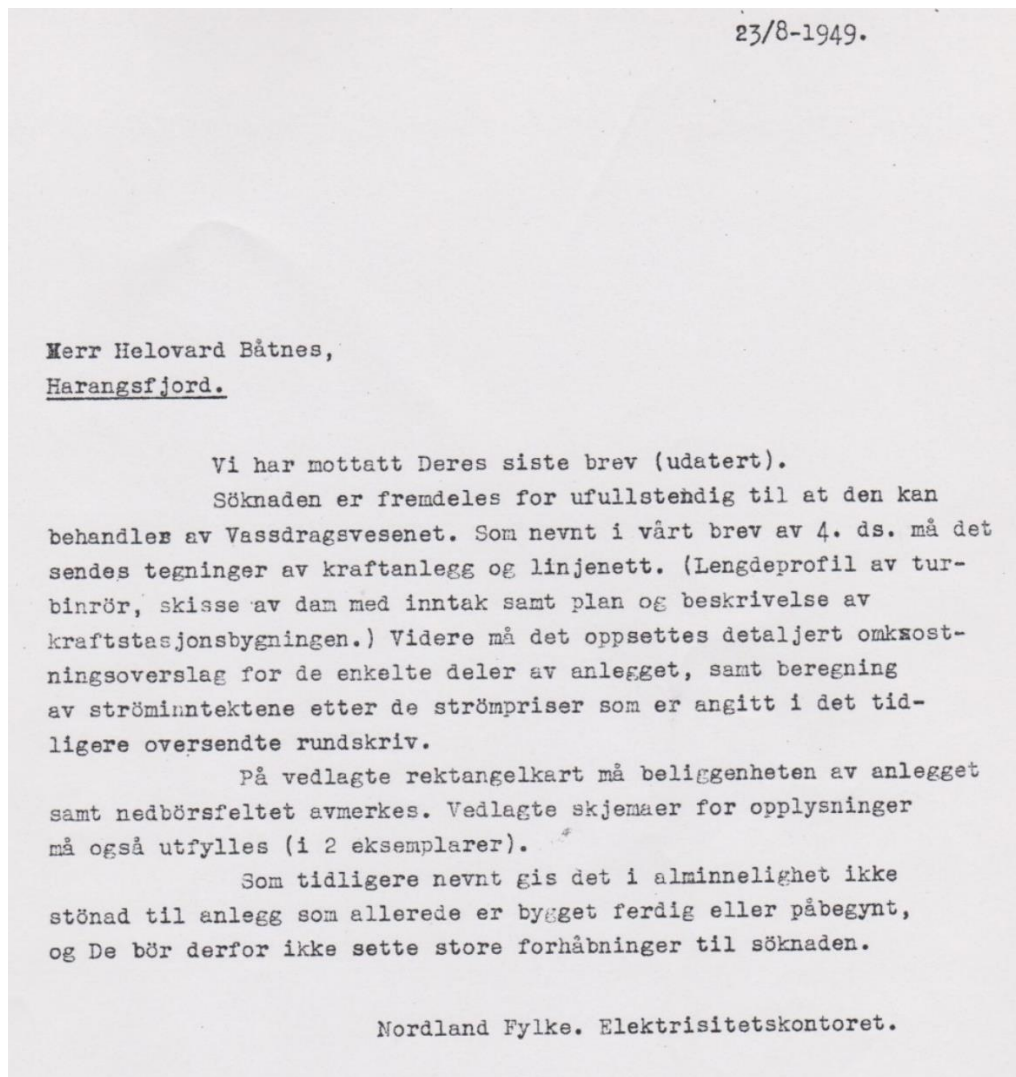 23/8-1949.
Herr Helovard Båtnes,
Harangsfjord.
Vi har mottatt Deres siste brev (udatert).
Söknaden er fremdeles for ufullstendig til at den kan
behandles av Vassdragsvesenet. Som nevnt i vårt brev av 4. ds. må det
sendes tegninger av kraftanlegg og linjenett. (Lengdeprofil av tur-
binrör, skisse av dam med inntak samt plan og beskrivelse av
kraftstasjonsbygningen.) Videre må det oppsettes detaljert omkxost-
ningsoverslag for de enkelte deler av anlegget, samt beregning
av ströminntektene etter de strömpriser som er angitt i det tid-
ligere oversendte rundskriv.
På vedlagte rektangelkart må beliggenheten av anlegget
samt nedbörsfeltet avmerkes. Vedlagte skjemaer for opplysninger
må også utfylles (i 2 eksemplarer).
Som tidligere nevnt gis det i alminnelighet ikke
stönad til anlegg som allerede er bygget ferdig eller påbegynt,
og De bör derfor ikke sette store forhåbninger til söknaden.
Nordland Fylke. Elektrisitetskontoret.